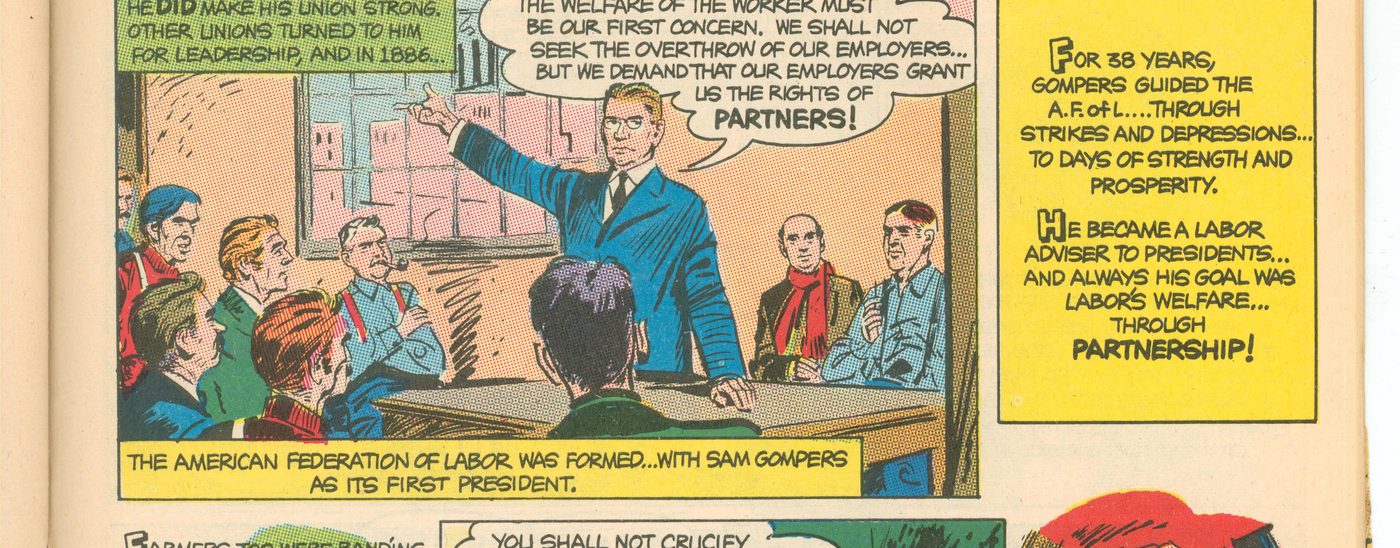 HE DID MAKE HIS UNION STRONG.
OTHER UNIONS TURNED TO HIM
FOR LEADERSHIP, AND IN 1886...
THE WELFARE OF THE WORKER MUST
BE OUR FIRST CONCERN. WE SHALL NOT
SEEK THE OVERTHROW OF OUR EMPLOYERS...
BUT WE DEMAND THAT OUR EMPLOYERS GRANT
US THE RIGHTS OF
PARTNERS!
THE AMERICAN FEDERATION OF LABOR WAS FORMED...WITH SAM GOMPERS
AS ITS FIRST PRESIDENT.
FOR 38 YEARS,
GOMPERS GUIDED THE
A.F. of L....THROUGH
STRIKES AND DEPRESSIONS...
TO DAYS OF STRENGTH AND
PROSPERITY.
HE BECAME A LABOR
ADVISER TO PRESIDENTS...
AND ALWAYS HIS GOAL WAS
LABOR'S WELFARE...
THROUGH
PARTNERSHIP!
FARMERS TOO WERE BANDING
YOU SHALL NOT CRUCIFY